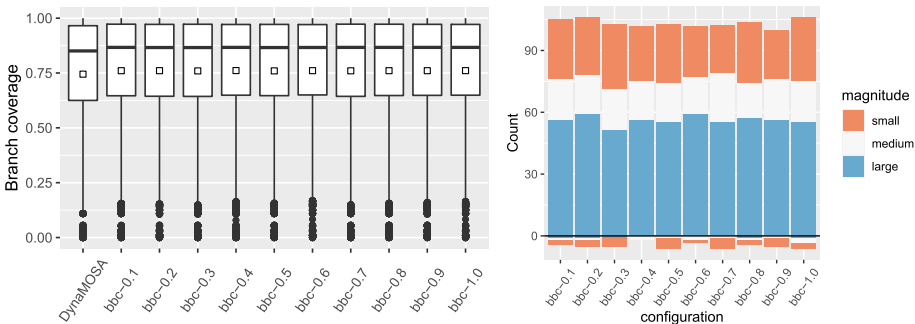 Branch coverage
1.00
0.75
0.50
0.25
0.00
DynaMOSA
bbc−0.1
bbc−0.2
bbc−0.3
bbc−0.4
bbc−0.5
bbc−0.6
bbc−0.7
bbc−0.8
bbc−0.9
bbc−1.0
Count
90
60
30
0
bbc−0.1
bbc−0.2
bbc−0.3
bbc−0.4
bbc−0.5
bbc−0.6
bbc−0.7
bbc−0.8
bbc−0.9
bbc−1.0
configuration
magnitude
small
medium
large